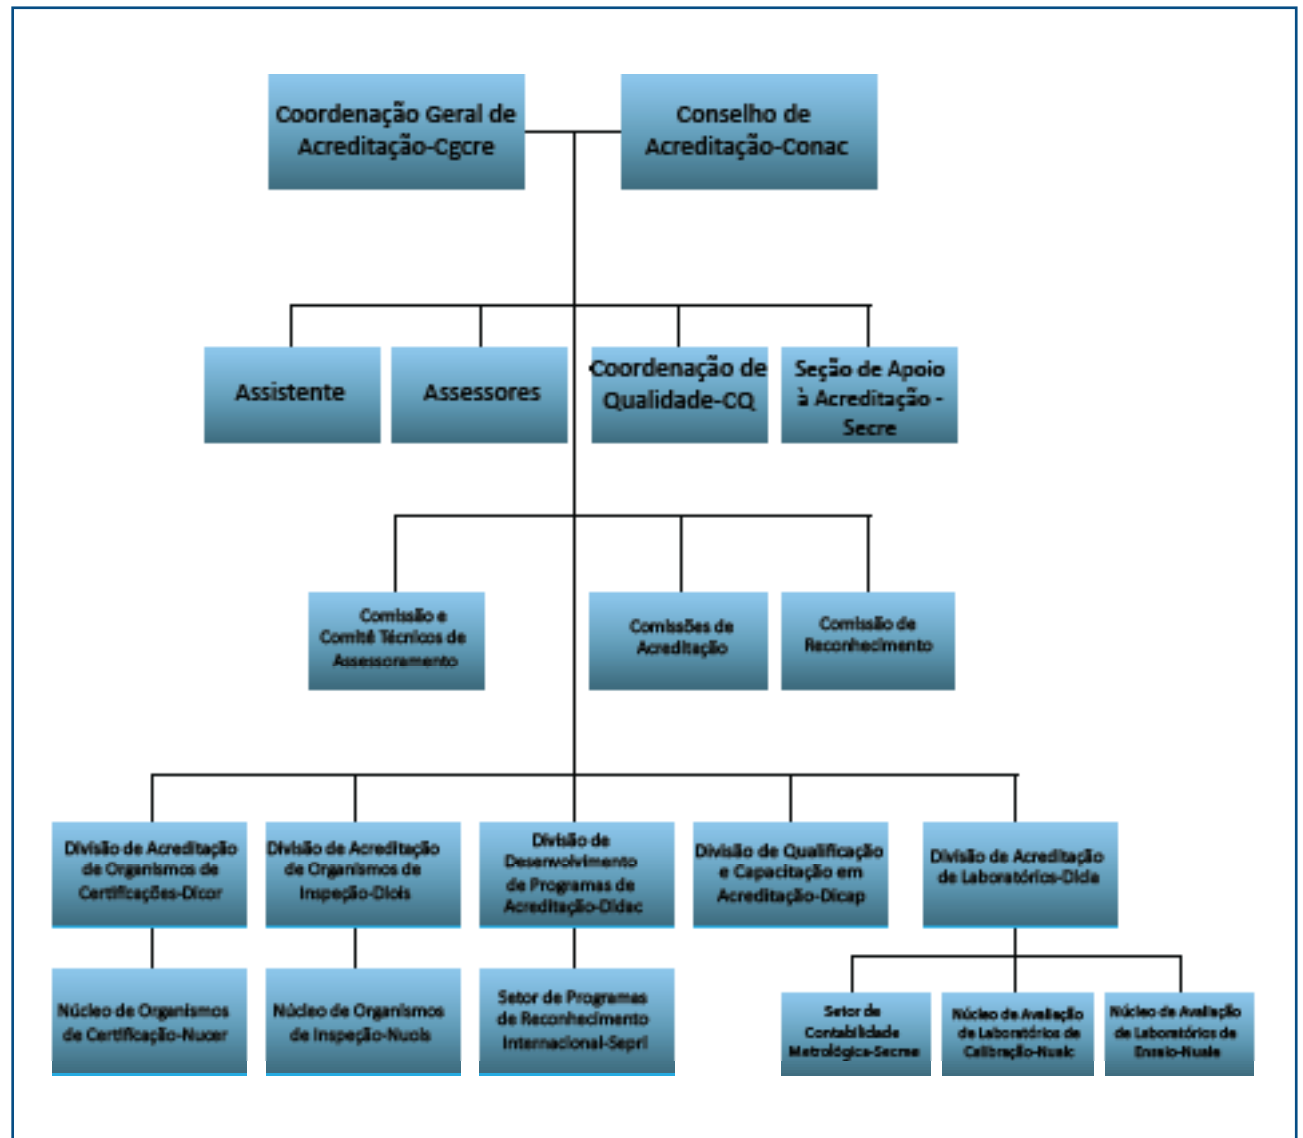 Coordenação Geral de
Acreditação-Cgcre
Conselho de
Acreditação-Conac
Assistente
Assessores
Coordenação de
Qualidade-CQ
Seção de Apoio
à Acreditação -
Secre
Comissão e
Comitê Técnicos de
Assessoramento
Comissões de
Acreditação
Comissão de
Reconhecimento
Divisão de Acreditação
de Organismos de
Certificações-Dicor
Divisão de Acreditação
de Organismos de
Inspeção-Diois
Divisão de
Desenvolvimento
de Programas de
Acreditação-Didac
Divisão de Qualificação
e Capacitação em
Acreditação-Dicap
Divisão de Acreditação
de Laboratórios-Dicla
Núcleo de Organismos
de Certificação-Nucer
Núcleo de Organismos
de Inspeção-Nuois
Setor de Programas
de Reconhecimento
Internacional-Sepri
Setor de
Contabilidade
Metrológica-Secme
Núcleo de Avaliação
de Laboratórios de
Calibração-Nualc
Núcleo de Avaliação
de Laboratórios de
Ensaio-Nuale